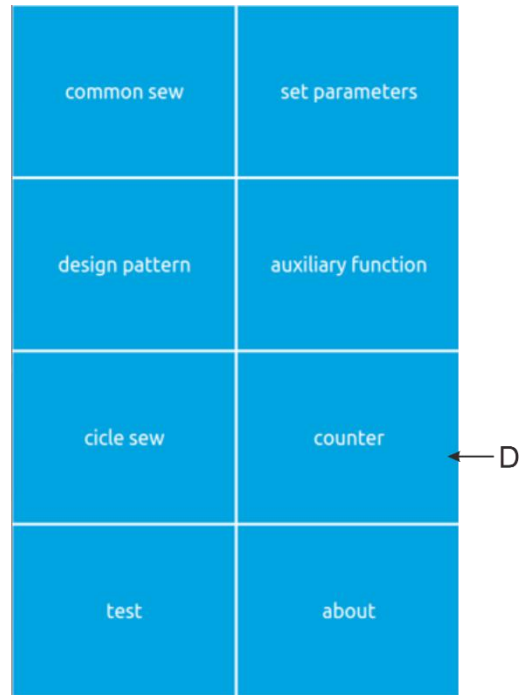 common sew
set parameters
design pattern
auxiliary function
cicle sew
counter
D
test
about